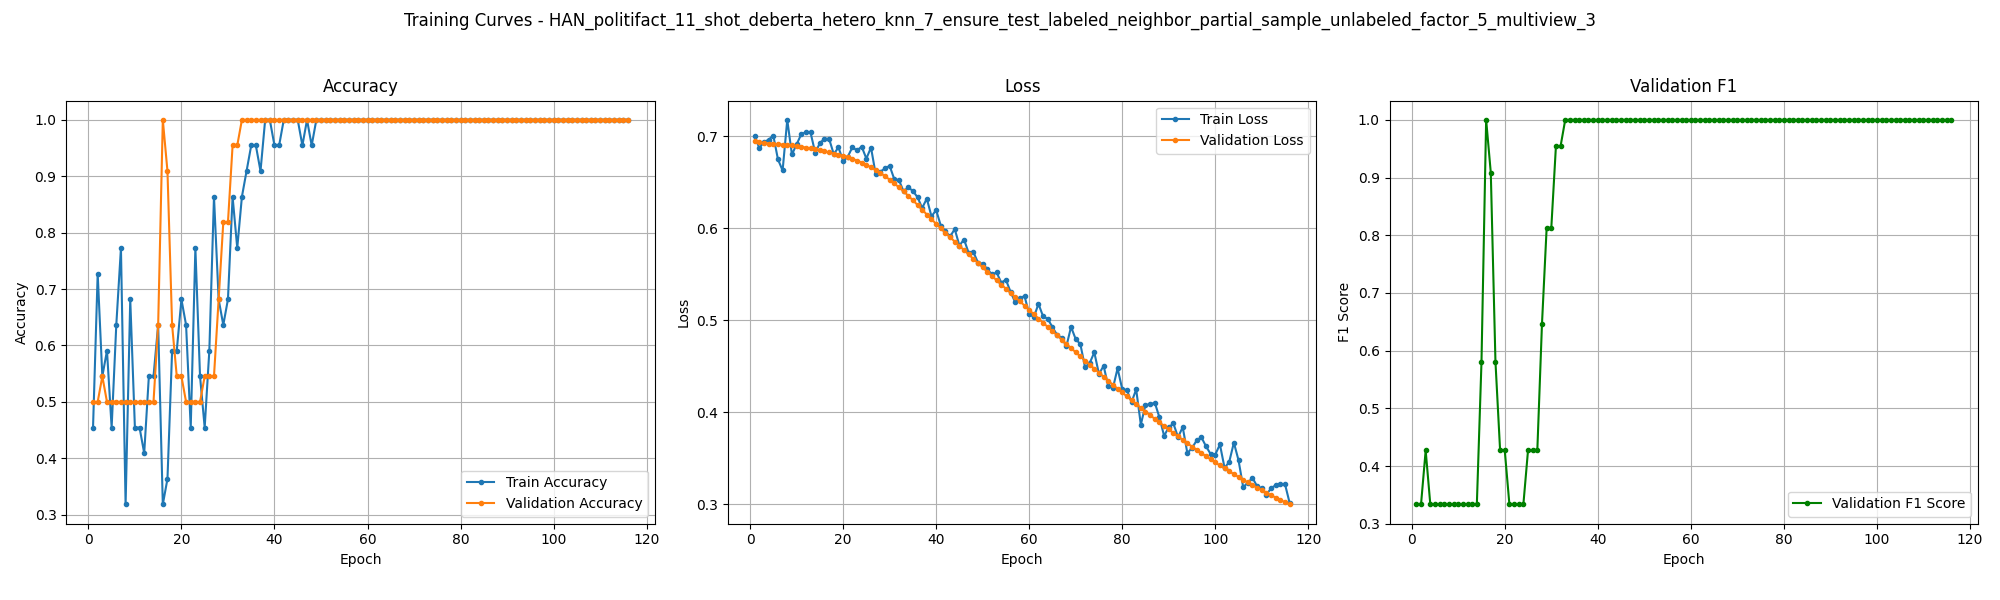 Training Curves - HAN_politifact_11_shot_deberta_hetero_knn_7_ensure_test_labeled_neighbor_partial_sample_unlabeled_factor_5_multiview_3
Accuracy
Accuracy
1.0
0.9
0.8
0.7
0.6
0.5
0.4
0.3
0 20 40 60 80 100 120
Epoch
Train Accuracy
Validation Accuracy
Loss
Loss
0.7
0.6
0.5
0.4
0.3
0 20 40 60 80 100 120
Epoch
Train Loss
Validation Loss
Validation F1
F1 Score
1.0
0.9
0.8
0.7
0.6
0.5
0.4
0.3
0 20 40 60 80 100 120
Epoch
Validation F1 Score